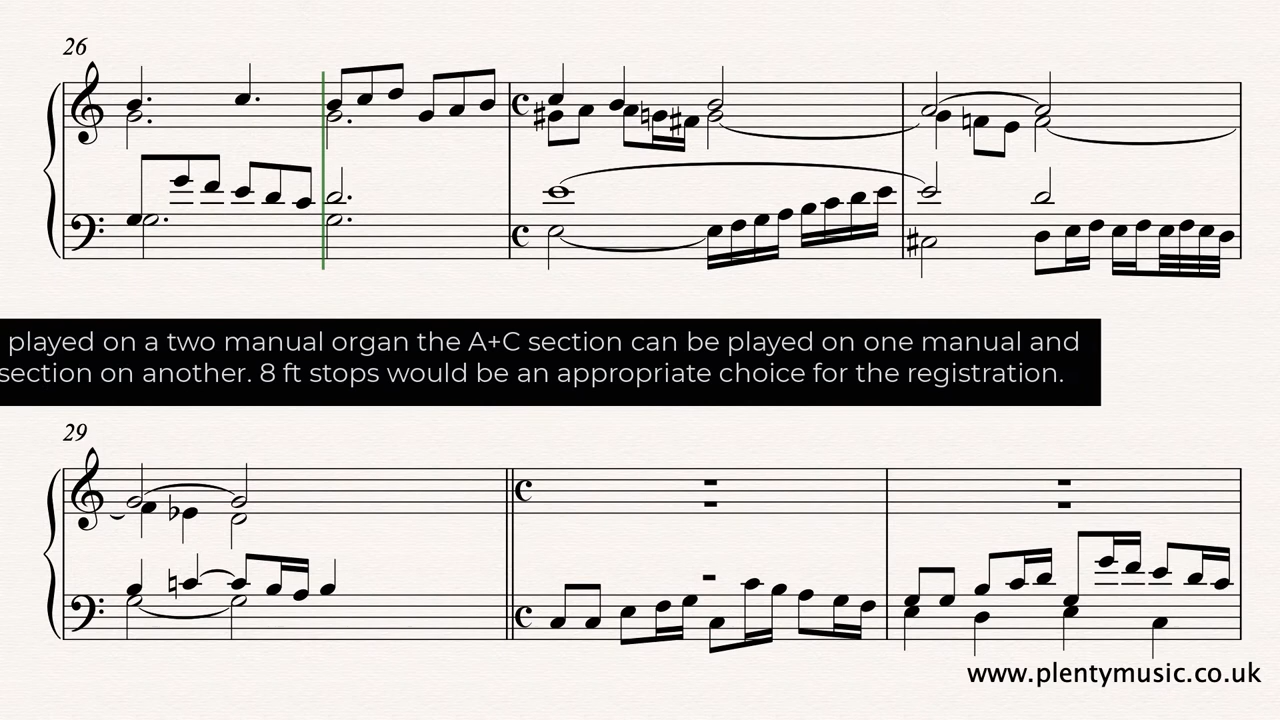 26
played on a two manual organ the A+C section can be played on one manual and
section on another. 8 ft stops would be an appropriate choice for the registration.
29
www.plentymusic.co.uk